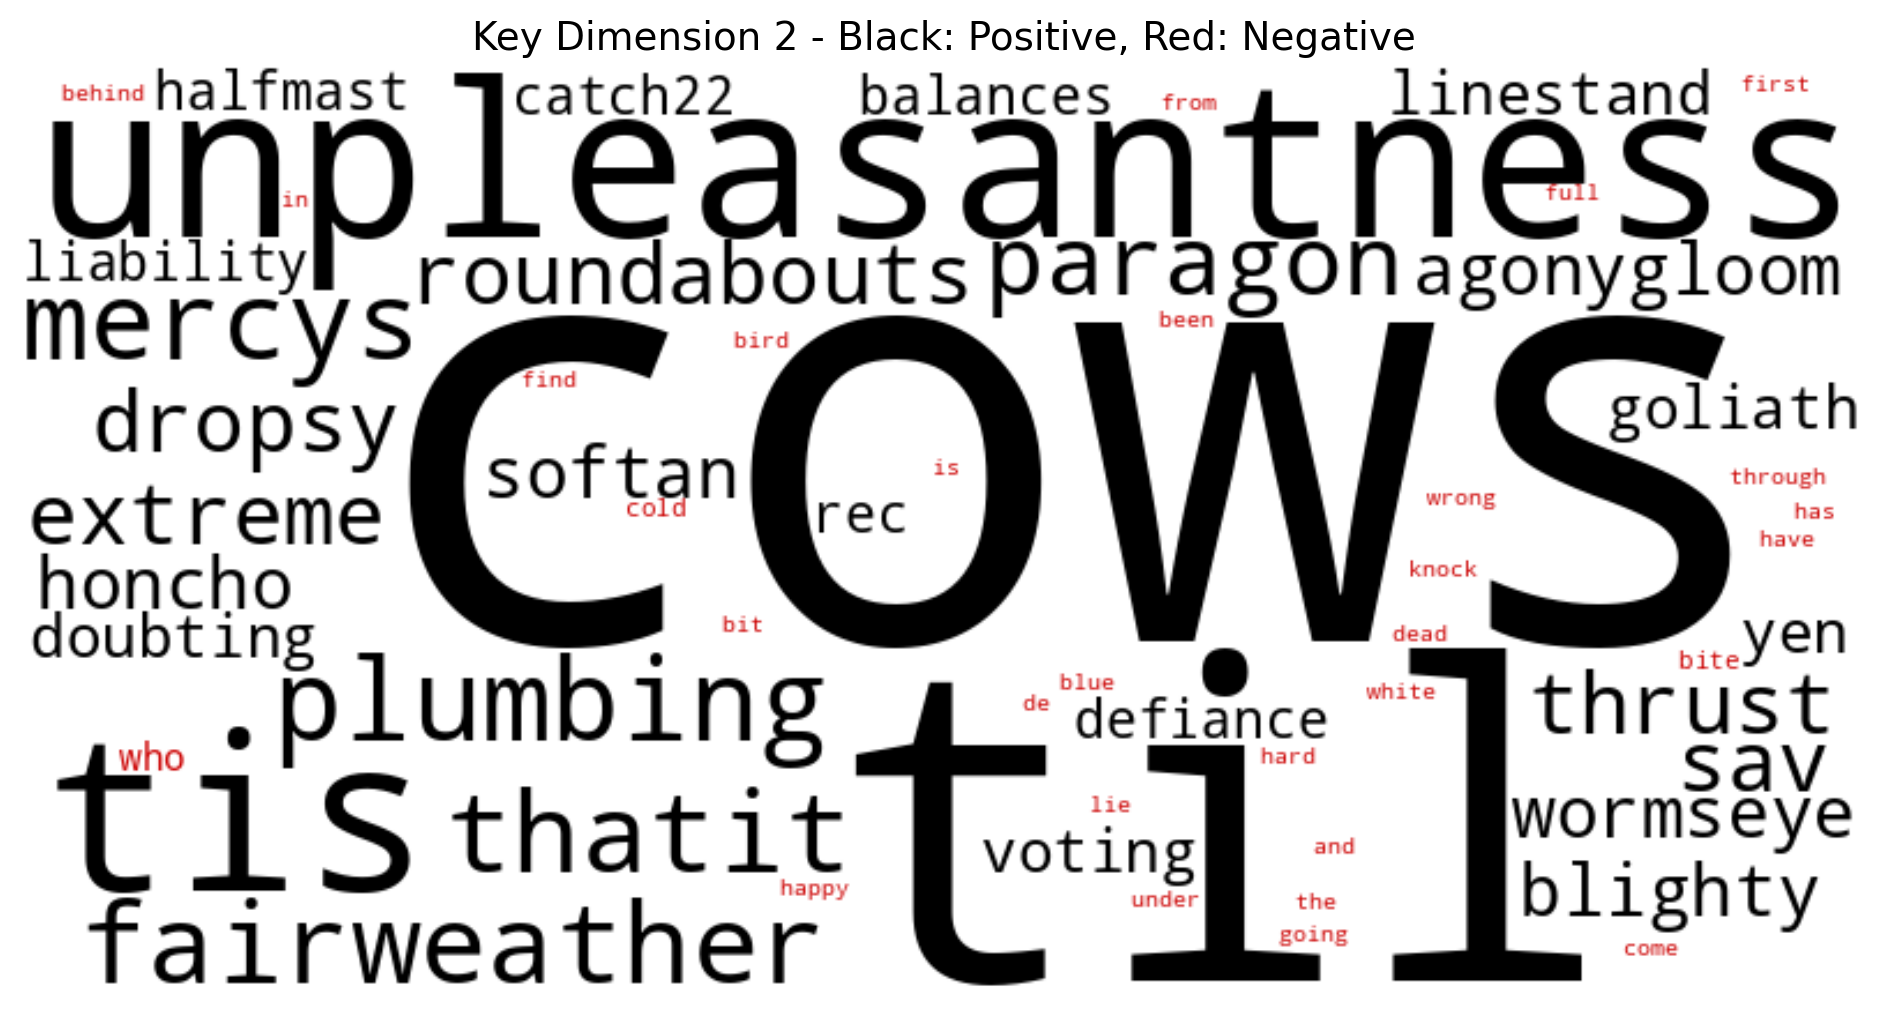 Key Dimension 2 - Black: Positive, Red: Negative
behind halfmast catch22 balances from linestand first
unpleasantness
in full
liability roundabouts paragon agonygloom
mercys
cows
been
bird
find
dropsy goliath
softan is through
cold rec wrong has
extreme have
honcho knock
doubting bit dead yen
bite
plumbing blue white thrust
de defiance
tis who til hard sav
lie wormseye
thatit voting and
happy under the blighty
fairweather going come